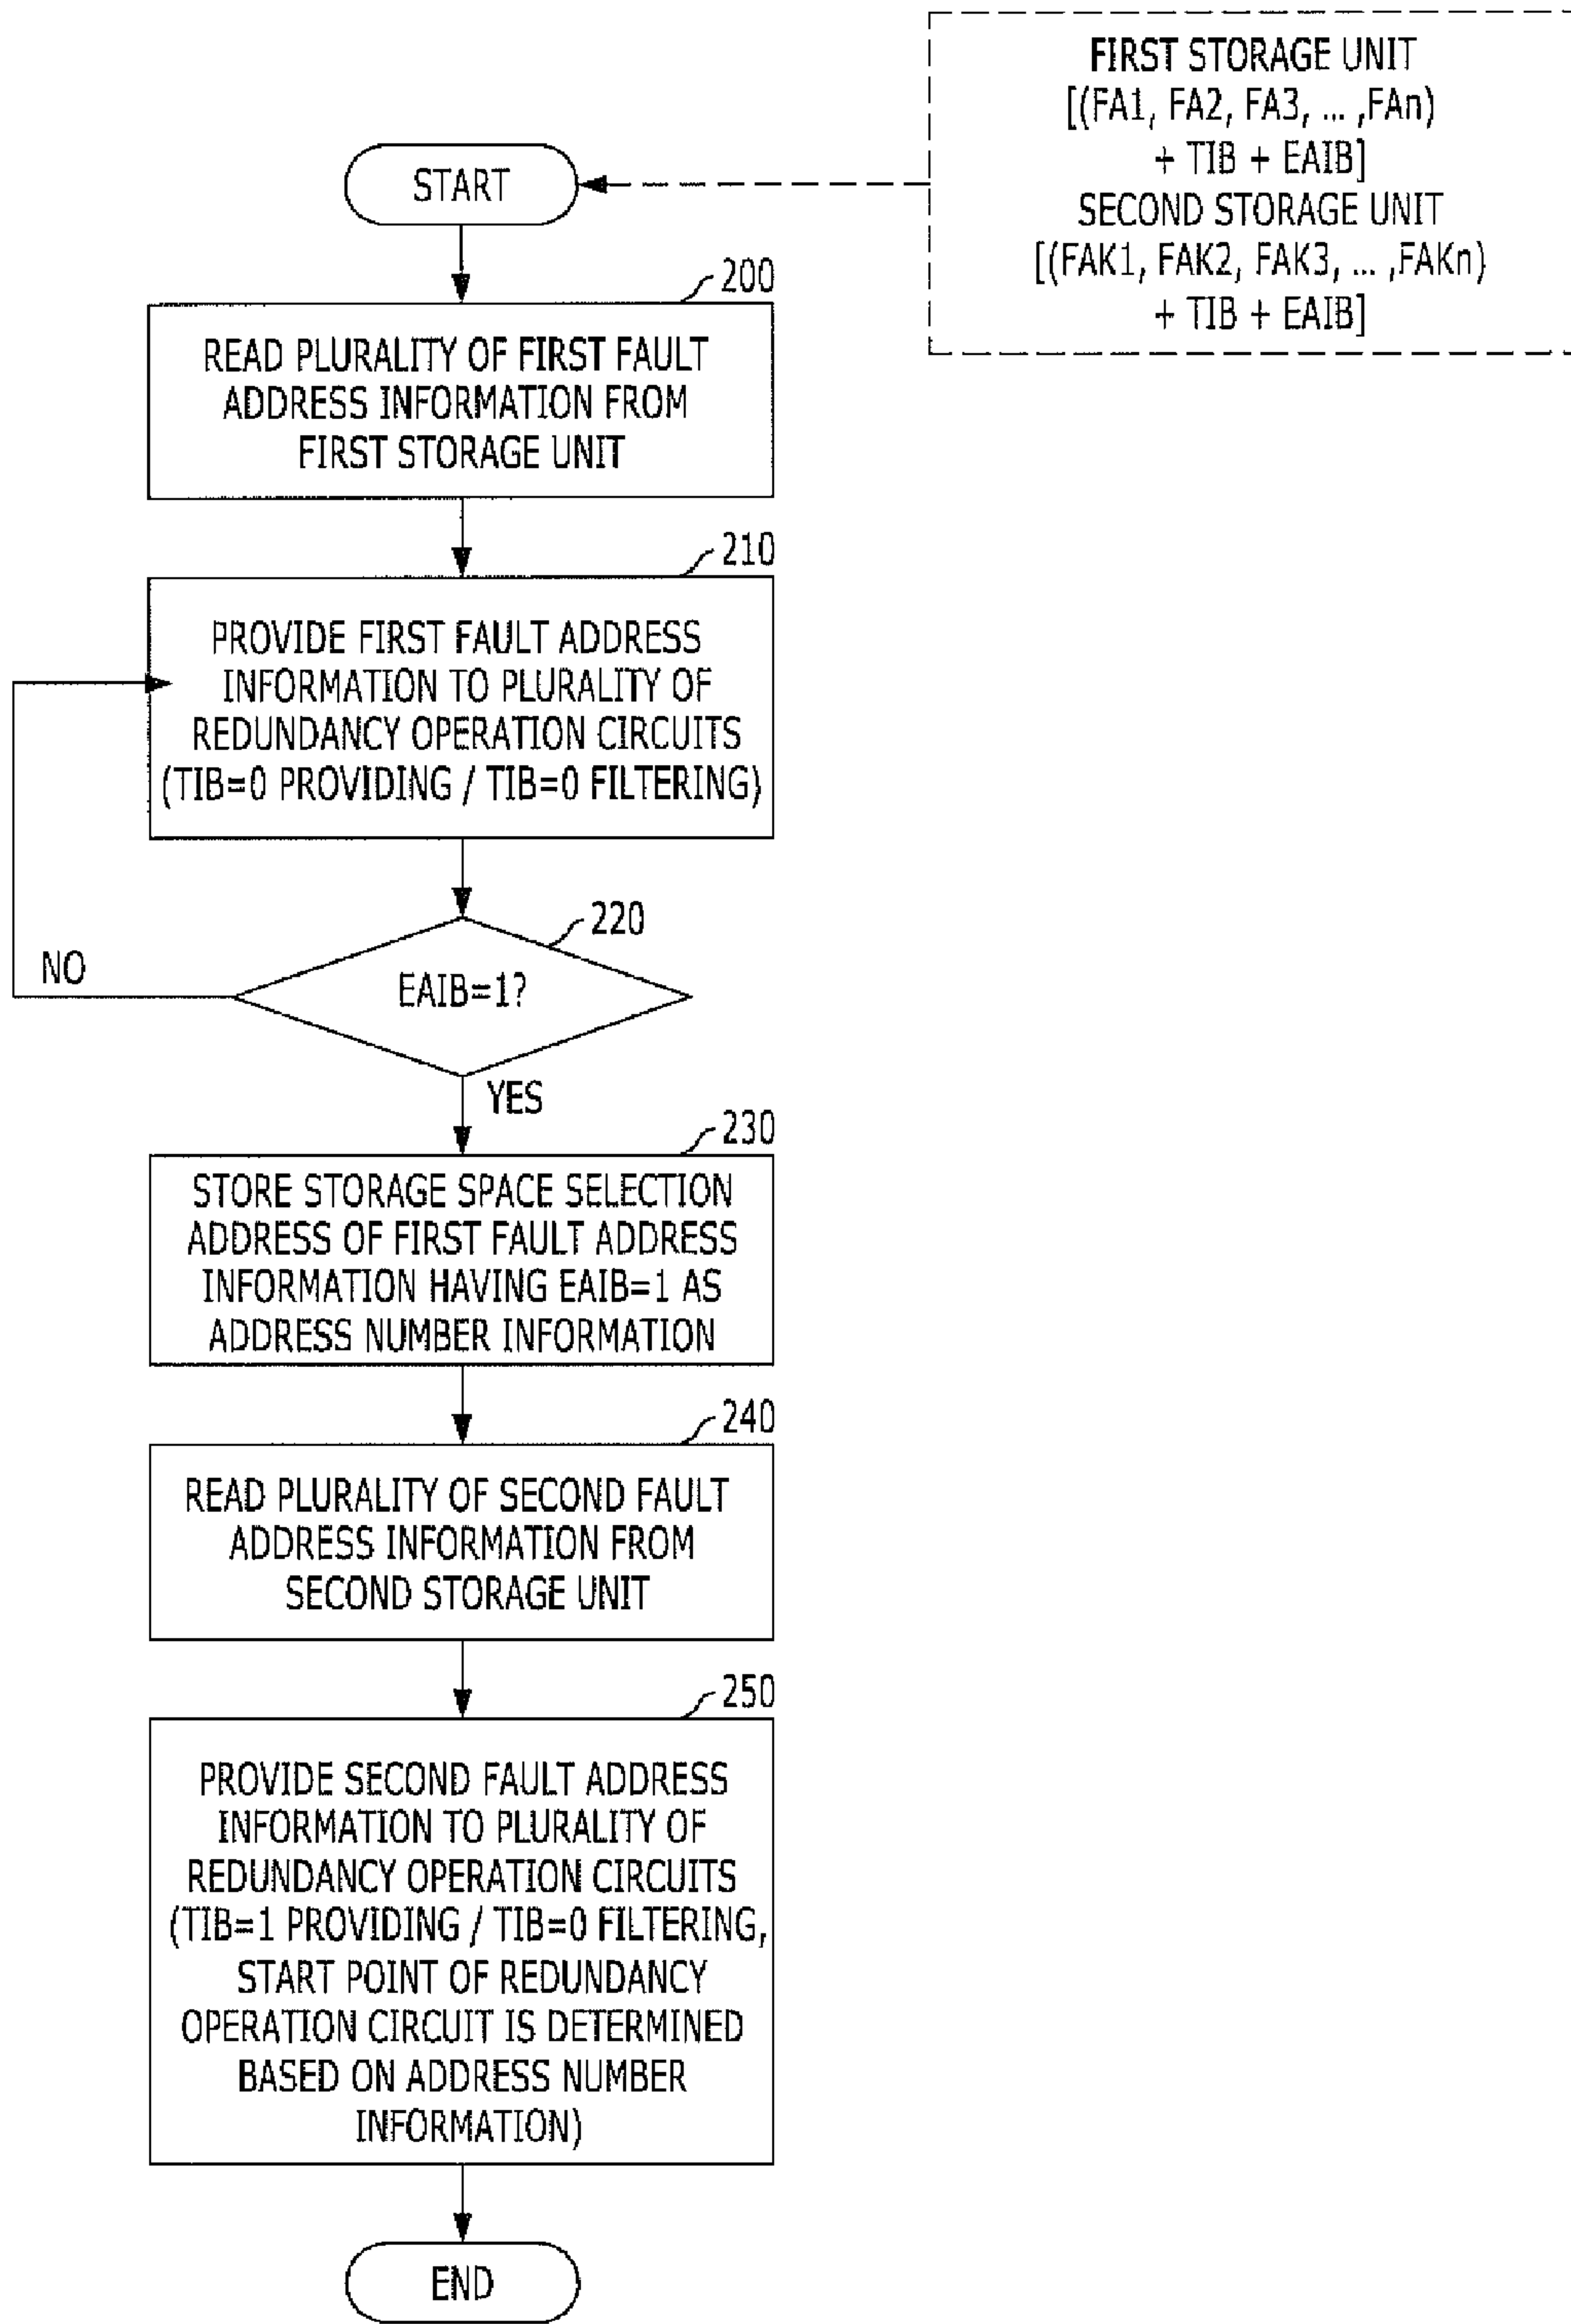 FIRST STORAGE UNIT
[(FA1, FA2, FA3, ... ,FAn)
+ TIB + EAIB]
SECOND STORAGE UNIT
[(FAK1, FAK2, FAK3, ... ,FAKn)
+ TIB + EAIB]
START
200
READ PLURALITY OF FIRST FAULT
ADDRESS INFORMATION FROM
FIRST STORAGE UNIT
210
PROVIDE FIRST FAULT ADDRESS
INFORMATION TO PLURALITY OF
REDUNDANCY OPERATION CIRCUITS
(TIB=0 PROVIDING / TIB=0 FILTERING)
220
NO
EAIB=1?
YES
230
STORE STORAGE SPACE SELECTION
ADDRESS OF FIRST FAULT ADDRESS
INFORMATION HAVING EAIB=1 AS
ADDRESS NUMBER INFORMATION
240
READ PLURALITY OF SECOND FAULT
ADDRESS INFORMATION FROM
SECOND STORAGE UNIT
250
PROVIDE SECOND FAULT ADDRESS
INFORMATION TO PLURALITY OF
REDUNDANCY OPERATION CIRCUITS
(TIB=1 PROVIDING / TIB=0 FILTERING,
START POINT OF REDUNDANCY
OPERATION CIRCUIT IS DETERMINED
BASED ON ADDRESS NUMBER
INFORMATION)
END